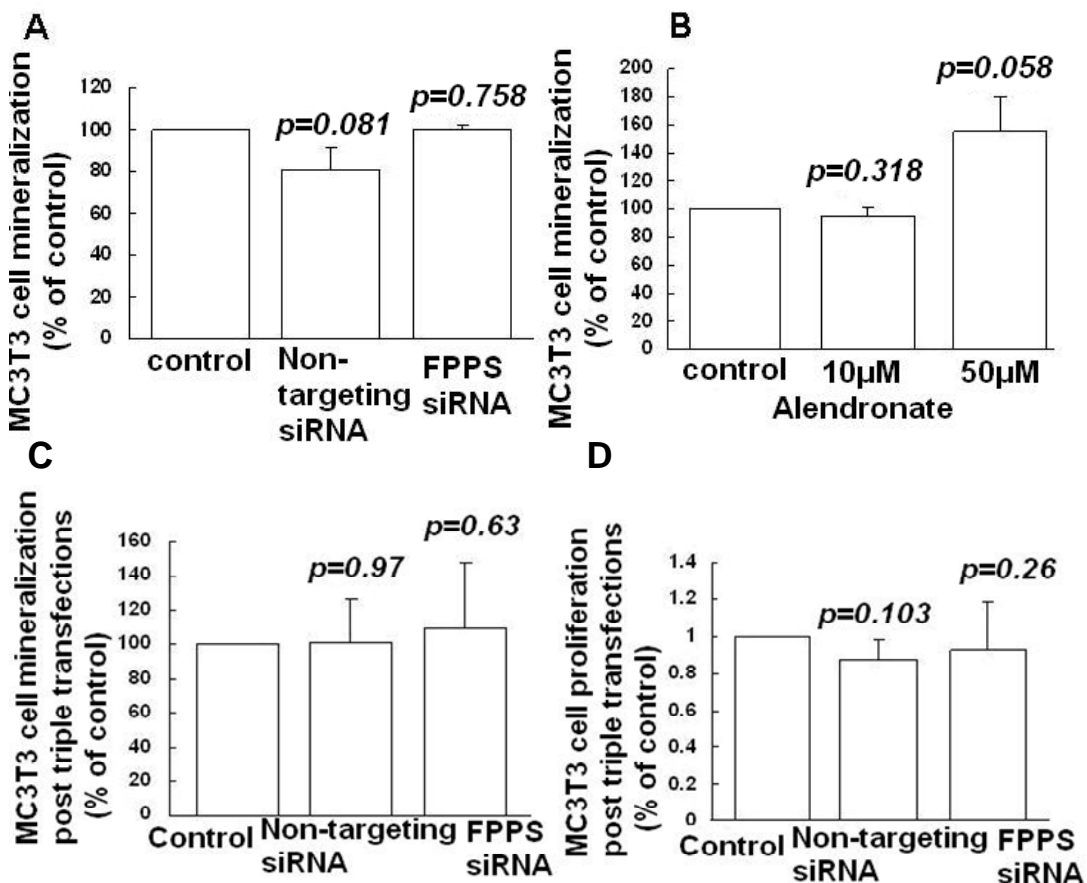 A
MC3T3 cell mineralization
(% of control)
120
100
80
60
40
20
0
p=0.081
p=0.758
control
Non-
targeting
siRNA
FPPS
siRNA
B
MC3T3 cell mineralization
(% of control)
200
180
160
140
120
100
80
60
40
20
0
p=0.318
p=0.058
control
10µM
50µM
Alendronate
C
MC3T3 cell mineralization
post triple transfections
(% of control)
160
140
120
100
80
60
40
20
0
p=0.97
p=0.63
Control
Non-targeting
siRNA
FPPS
siRNA
D
MC3T3 cell proliferation
post triple transfections
(% of control)
1.4
1.2
1
0.8
0.6
0.4
0.2
0
p=0.103
p=0.26
Control
Non-targeting
siRNA
FPPS
siRNA